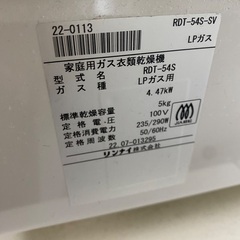 RDT-54S-SV
22-0113
LPガス
家庭用ガス衣類乾燥機
型式名 RDT-54S
ガス種 LPガス用
4.47kW
標準乾燥容量 5kg
定格電圧 100V
定格消費電力 235/290W
定格周波数 50/60Hz
22.07-013295
リンナイ株式会社